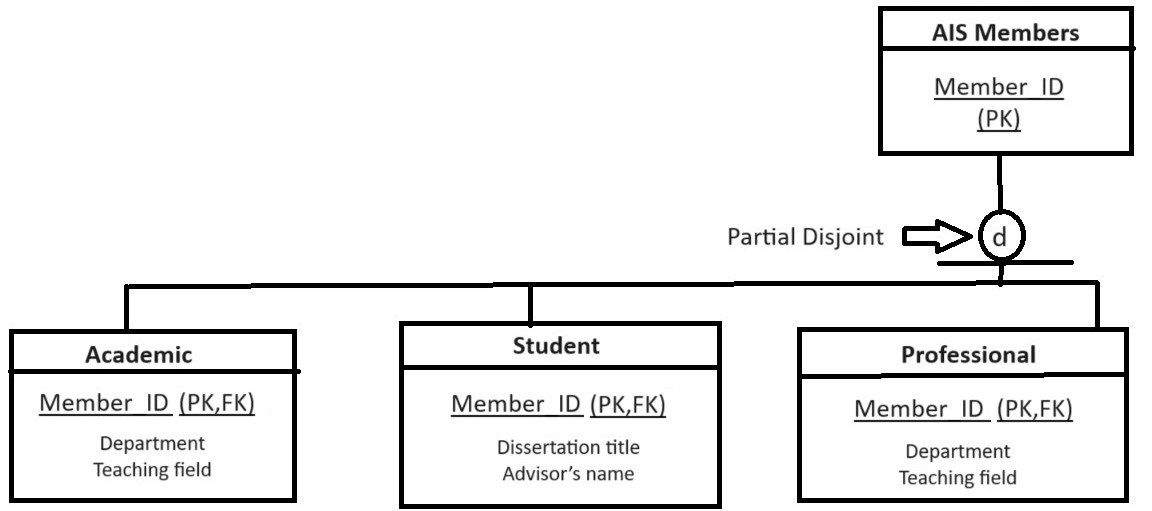 AIS Members
Member_ID
(PK)
Partial Disjoint
d
Academic
Member_ID (PK,FK)
Department
Teaching field
Student
Member_ID (PK,FK)
Dissertation title
Advisor's name
Professional
Member_ID (PK,FK)
Department
Teaching field